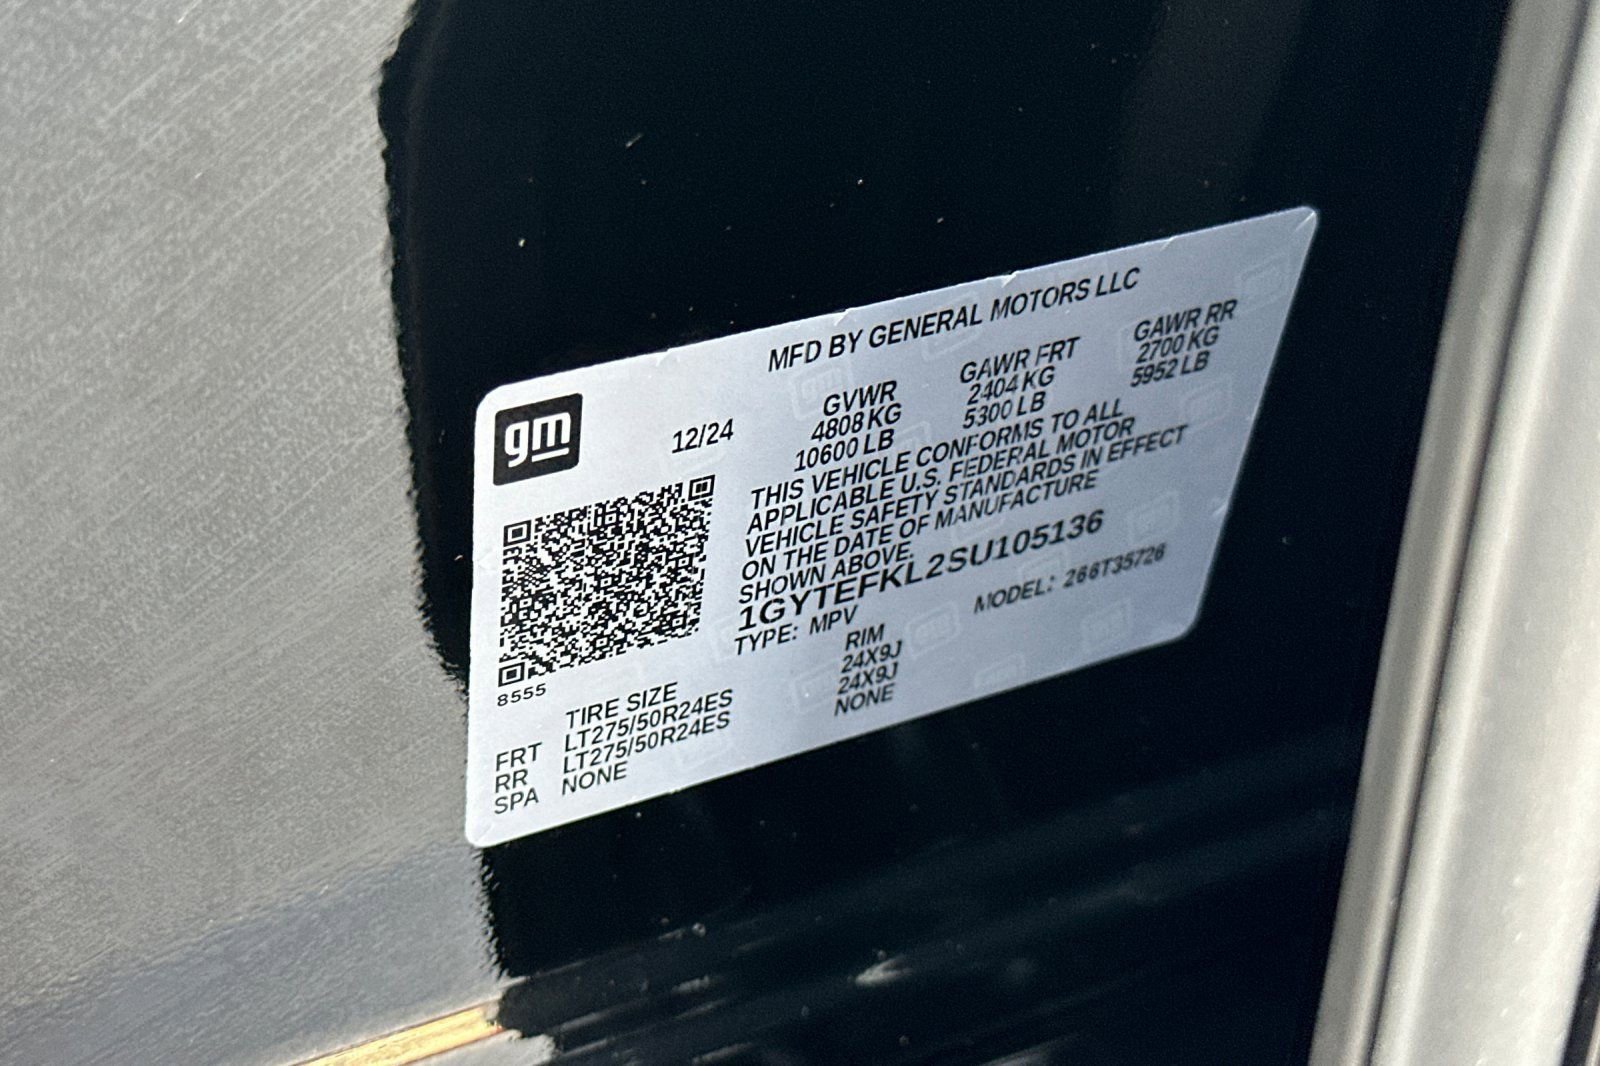 MFD BY GENERAL MOTORS LLC
gm
12/24
GVWR
4808 KG
10600 LB
GAWR FRT
2404 KG
5300 LB
GAWR RR
2700 KG
5952 LB
THIS VEHICLE CONFORMS TO ALL
APPLICABLE U.S. FEDERAL MOTOR
VEHICLE SAFETY STANDARDS IN EFFECT
ON THE DATE OF MANUFACTURE
SHOWN ABOVE.
1GYTEFKL2SU105136
TYPE: MPV
MODEL: 266T35726
8555
TIRE SIZE
RIM
FRT LT275/50R24ES 24X9J
RR LT275/50R24ES 24X9J
SPA NONE NONE